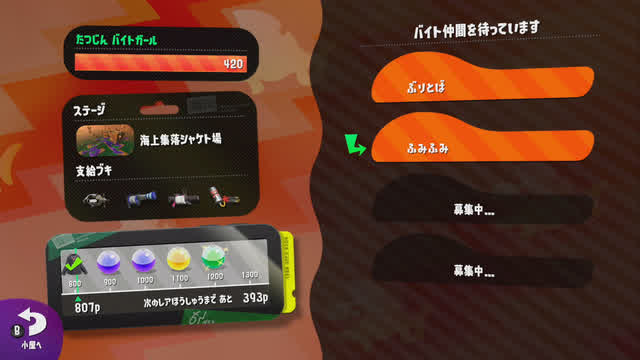 たつじん バイトガール
420
ステージ
海上集落シャケト場
支給ブキ
800 900 1000 1100 1200 1300
807p 次のレアほうしゅうまで あと 393p
B
小屋へ
バイト仲間を待っています
ぶりとば
ふみふみ
募集中...
募集中...